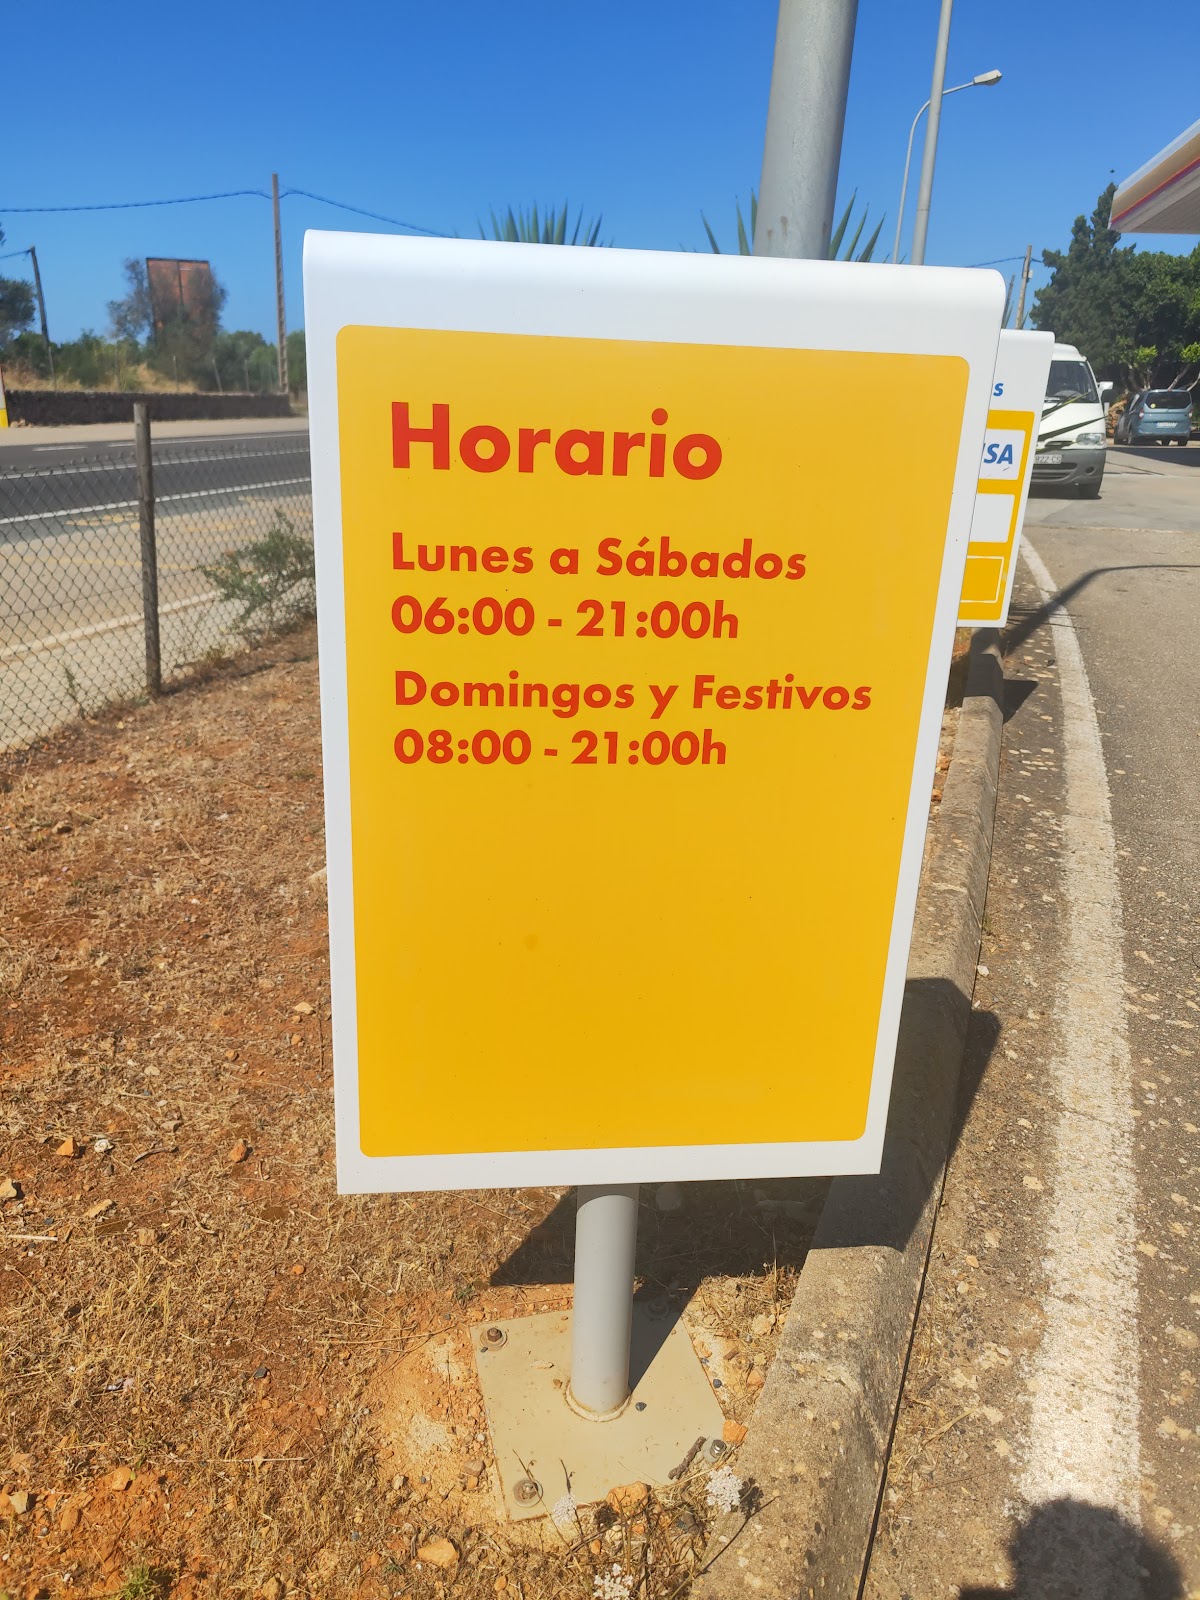 Horario
Lunes a Sábados
06:00 - 21:00h
Domingos y Festivos
08:00 - 21:00h